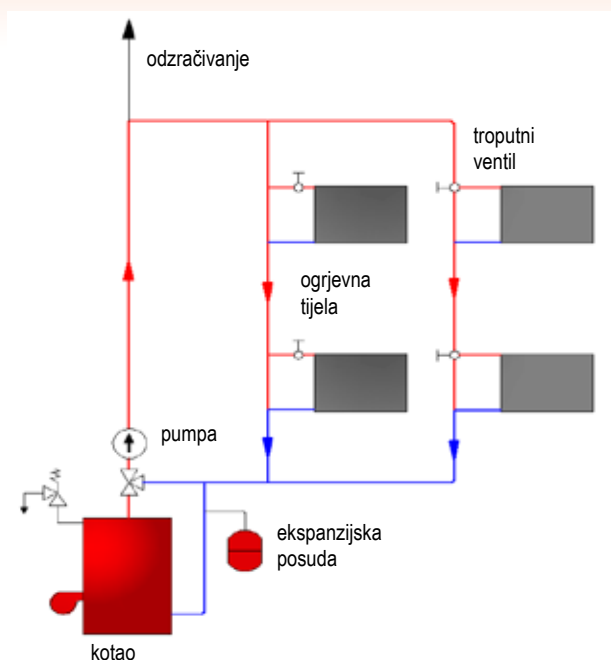 odzračivanje
troputni
ventil
ogrjevna
tijela
pumpa
ekspanzijska
posuda
kotao